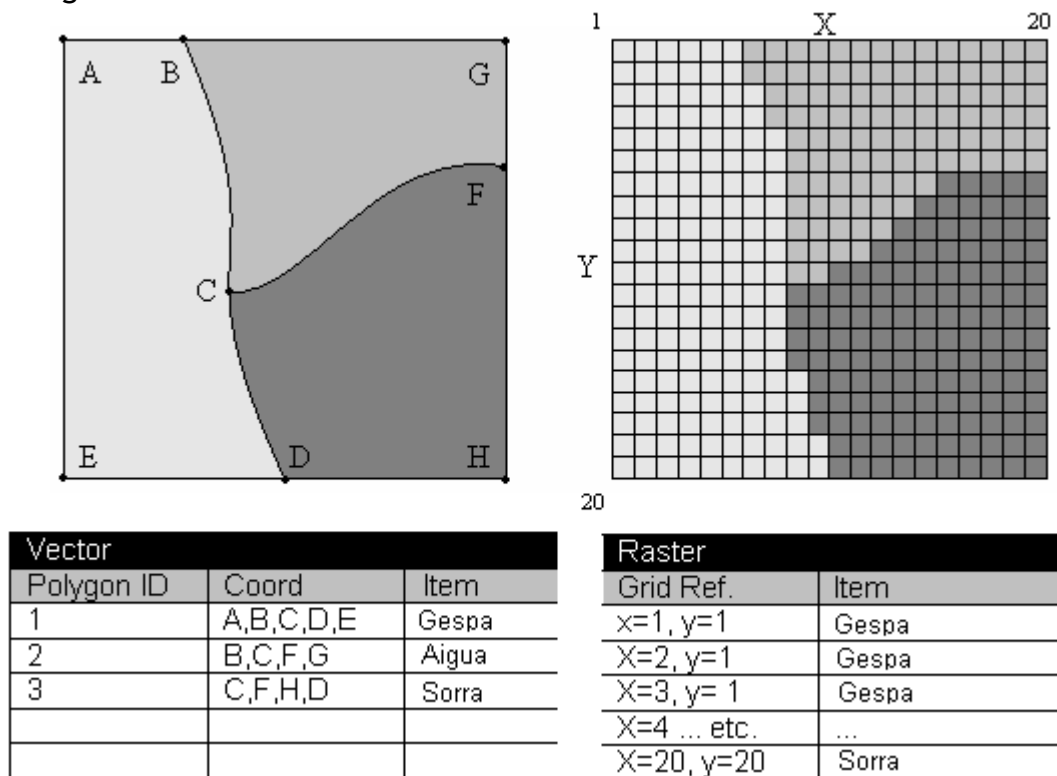 1 X 20
A B G
F
Y
C
E D H
20
Vector
Polygon ID Coord Item
1 A,B,C,D,E Gespa
2 B,C,F,G Aigua
3 C,F,H,D Sorra
Raster
Grid Ref. Item
x=1, y=1 Gespa
X=2, y=1 Gespa
X=3, y= 1 Gespa
X=4 ... etc. ...
X=20, y=20 Sorra